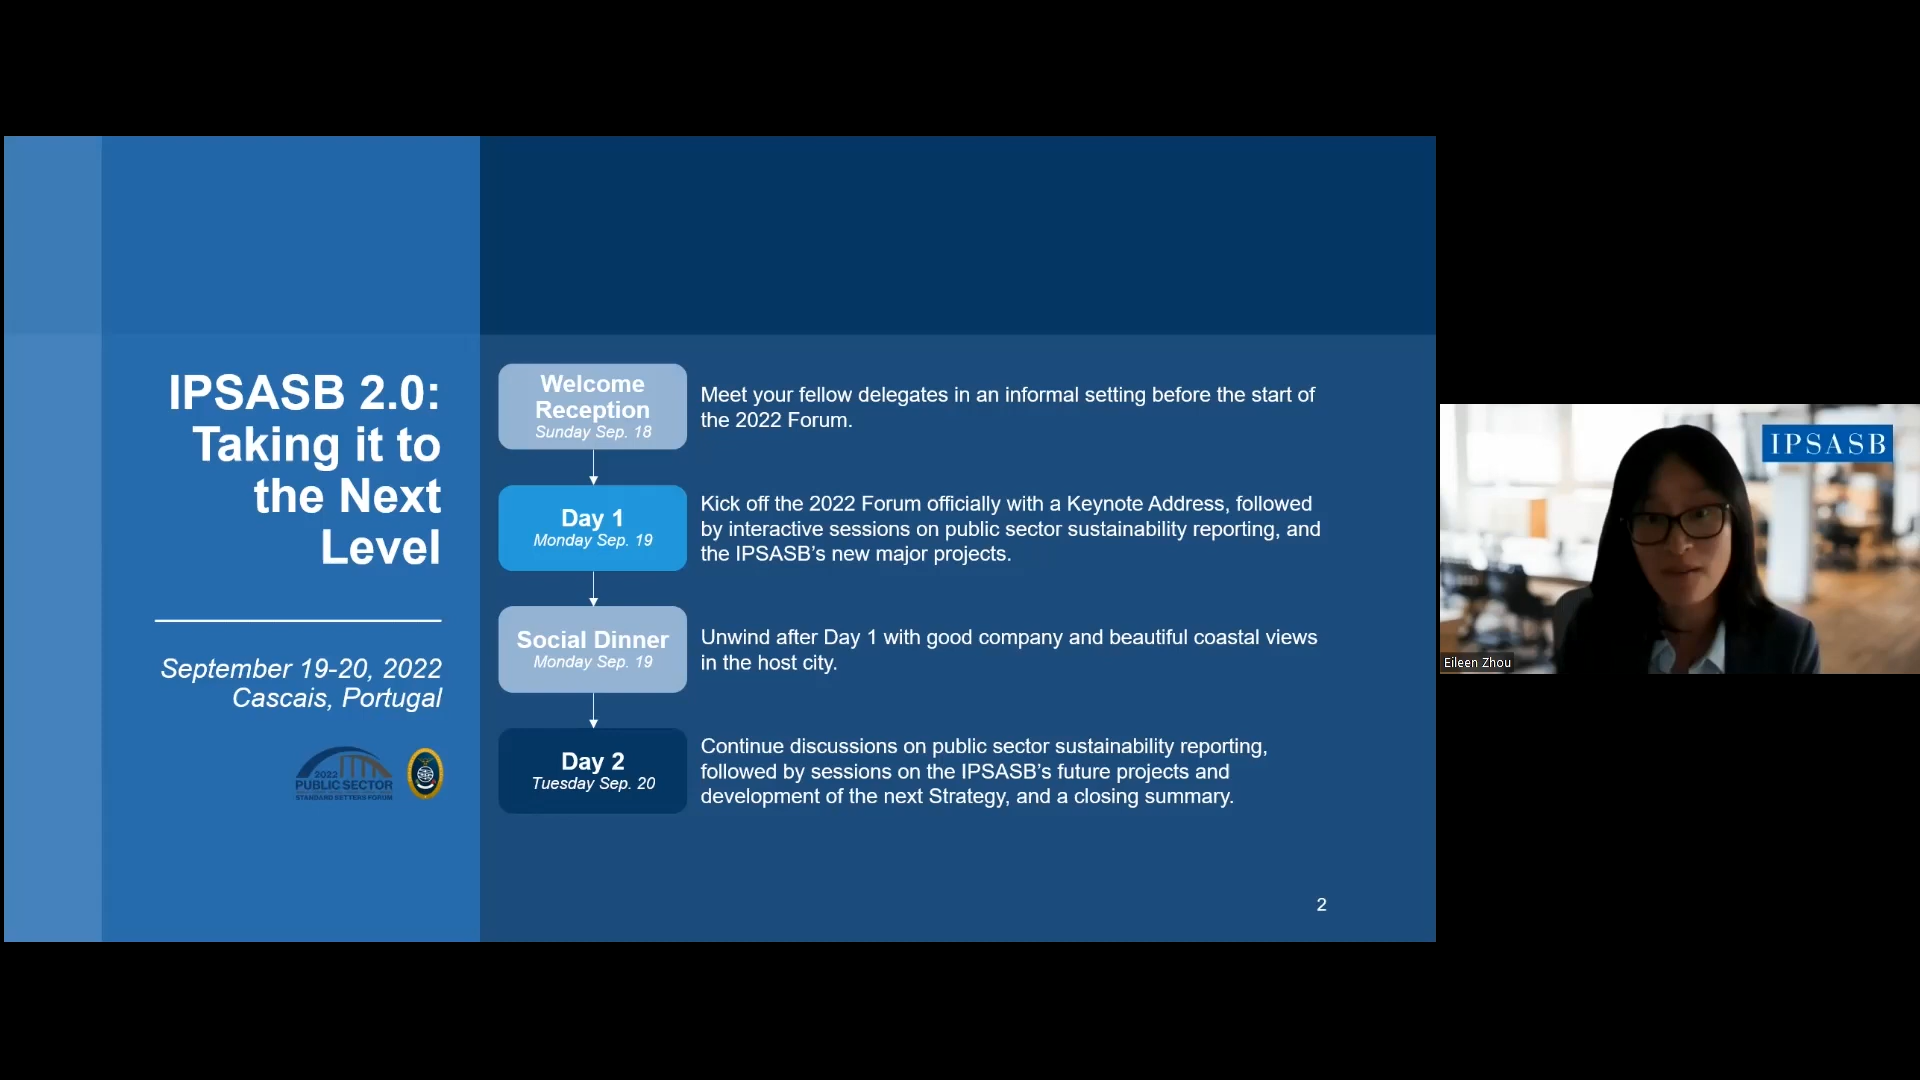 IPSASB 2.0:
Taking it to
the Next
Level
September 19-20, 2022
Cascais, Portugal
2022
PUBLIC SECTOR
STANDARD SETTERS FORUM
Welcome
Reception
Sunday Sep. 18
Meet your fellow delegates in an informal setting before the start of
the 2022 Forum.
Day 1
Monday Sep. 19
Kick off the 2022 Forum officially with a Keynote Address, followed
by interactive sessions on public sector sustainability reporting, and
the IPSASB’s new major projects.
Social Dinner
Monday Sep. 19
Unwind after Day 1 with good company and beautiful coastal views
in the host city.
Day 2
Tuesday Sep. 20
Continue discussions on public sector sustainability reporting,
followed by sessions on the IPSASB’s future projects and
development of the next Strategy, and a closing summary.
2
IPSASB
Eileen Zhou